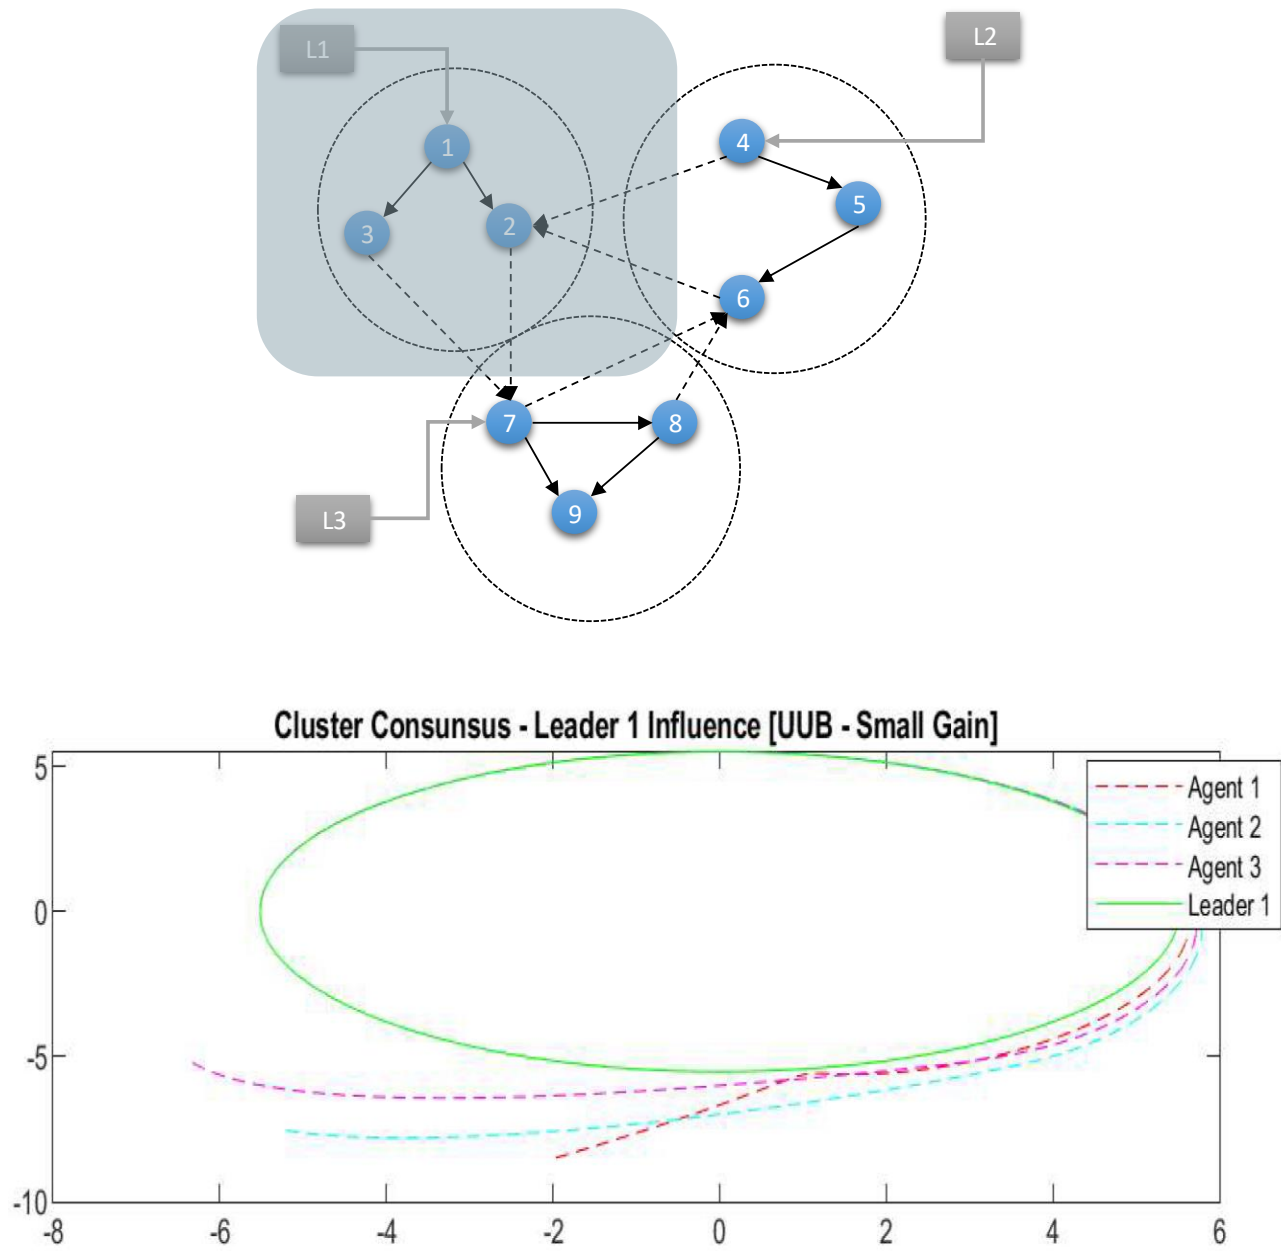 L1
L2
1
4
5
3
2
6
7
8
L3
9
Cluster Consunsus - Leader 1 Influence [UUB - Small Gain]
5
0
-5
-10
-8
-6
-4
-2
0
2
4
6
Agent 1
Agent 2
Agent 3
Leader 1